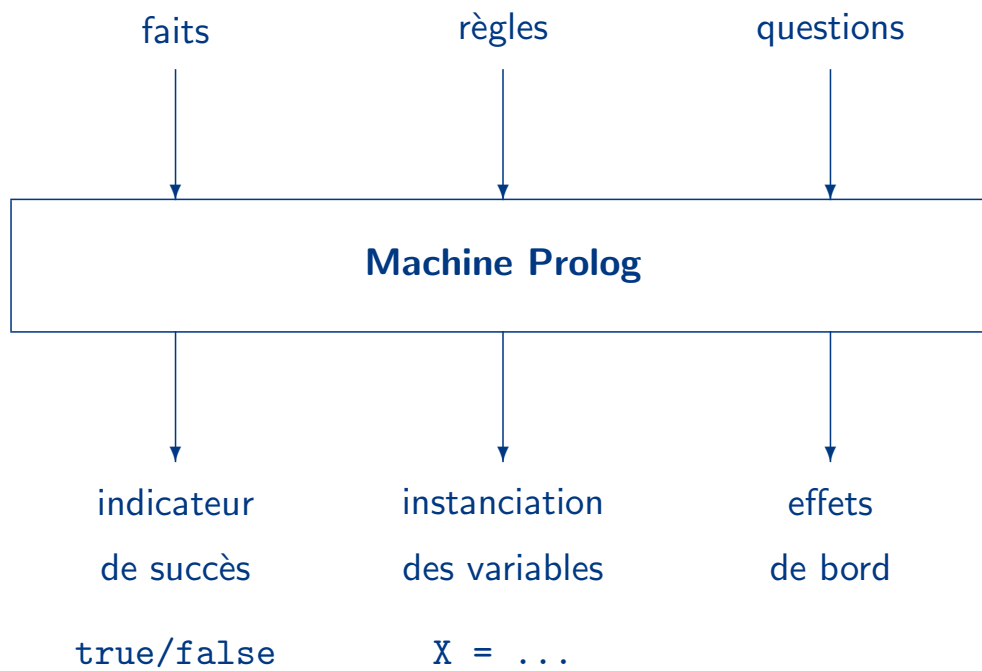 faits
règles
questions
Machine Prolog
indicateur
de succès
true/false
instanciation
des variables
X = ...
effets
de bord